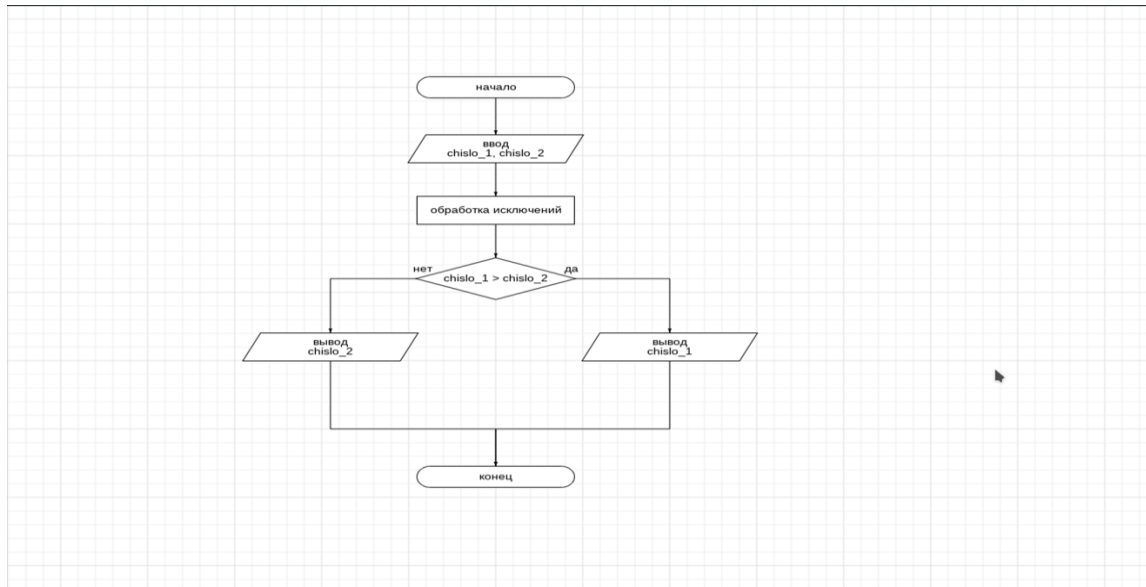 начало
ввод
chislo_1, chislo_2
обработка исключений
нет
chislo_1 > chislo_2
да
вывод
chislo_2
вывод
chislo_1
конец